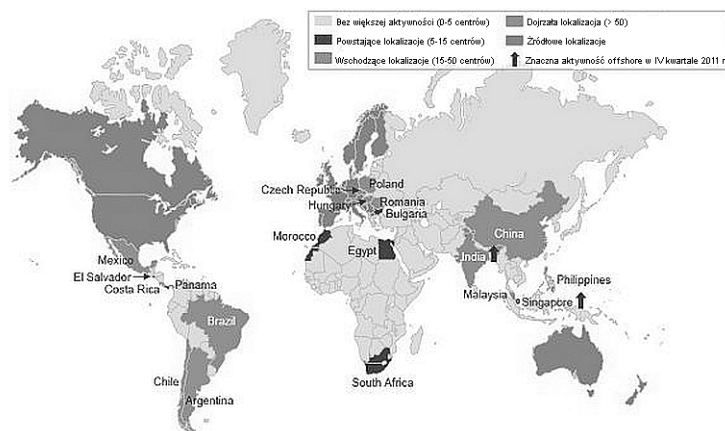 Bez większej aktywności (0-5 centrów)
Dojrzała lokalizacja (> 50)
Powstające lokalizacje (5-15 centrów)
Źródłowe lokalizacje
Wschodzące lokalizacje (15-50 centrów)
Znaczna aktywność offshore w IV kwartale 2011 r
Czech Republic
Poland
Hungary
Romania
Bulgaria
Morocco
Egypt
China
India
Mexico
El Salvador
Costa Rica
Panama
Philippines
Malaysia
Singapore
Brazil
Chile
Argentina
South Africa